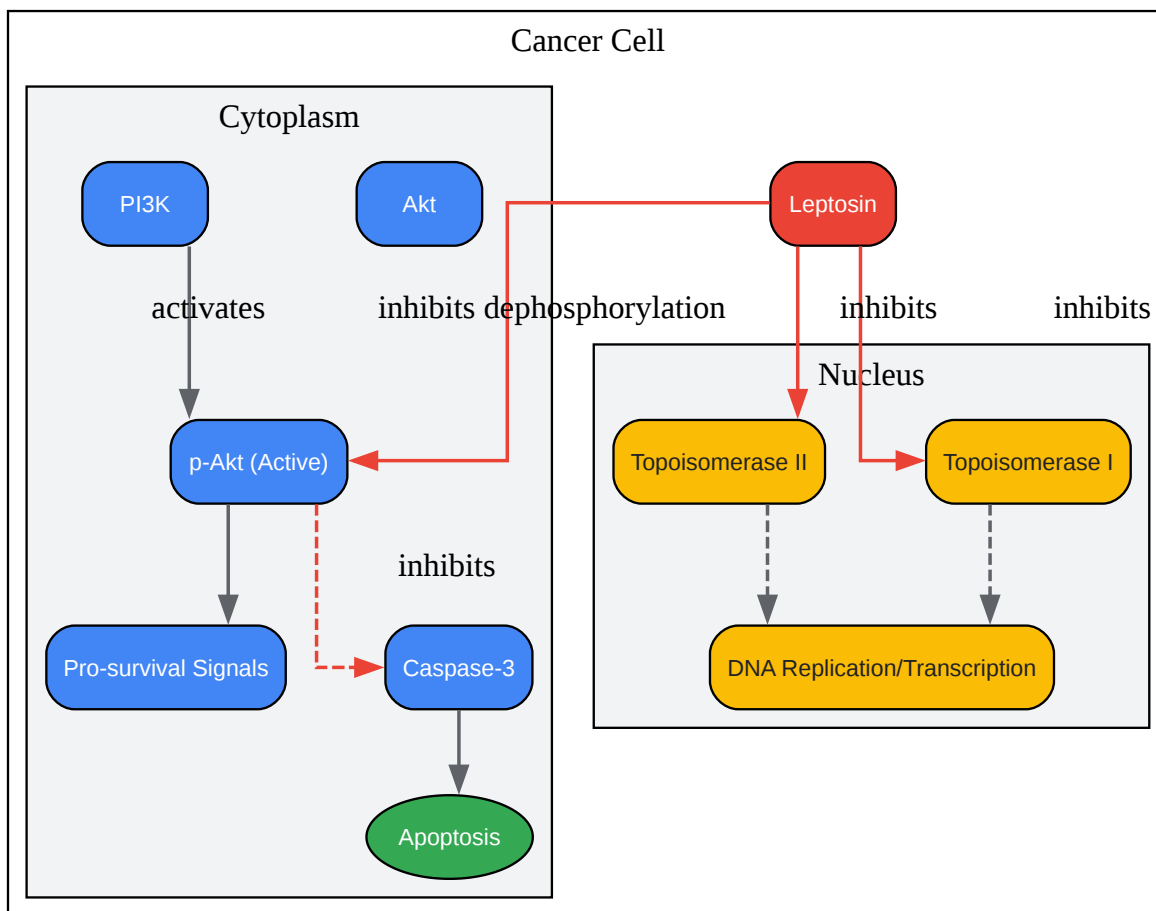 Cancer Cell
Cytoplasm
PI3K
Akt
Leptosin
activates
inhibits dephosphorylation
inhibits
inhibits
Nucleus
p-Akt (Active)
Topoisomerase II
Topoisomerase I
inhibits
Pro-survival Signals
Caspase-3
DNA Replication/Transcription
Apoptosis